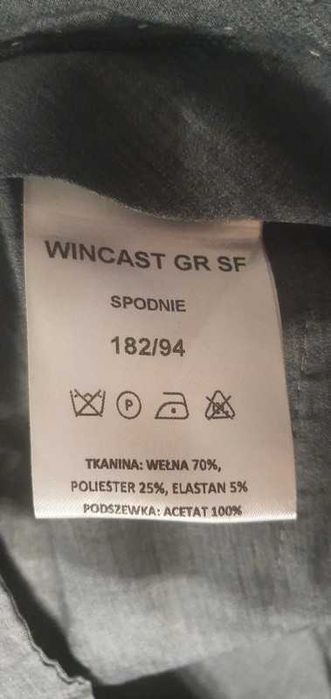 WINCAST GR SF
SPODNIE
182/94
P
TKANINA: WEŁNA 70%,
POLIESTER 25%, ELASTAN 5%
PODSZEWKA: ACETAT 100%